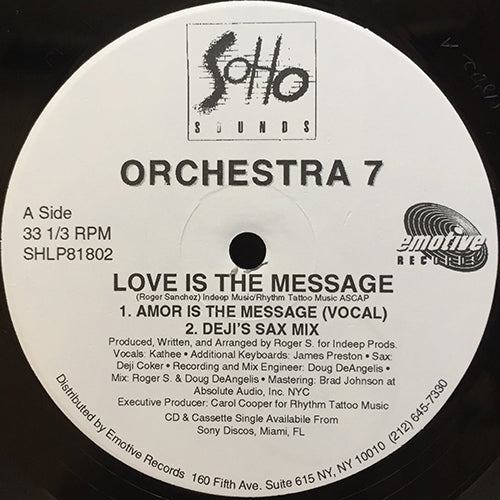 SoHo
SOUNDS
ORCHESTRA 7
A Side
33 1/3 RPM
SHLP81802
emotive
RECORDS
LOVE IS THE MESSAGE
(Roger Sanchez) Indeep Music/Rhythm Tattoo Music ASCAP
1. AMOR IS THE MESSAGE (VOCAL)
2. DEJI'S SAX MIX
Produced, Written, and Arranged by Roger S. for Indeep Prods.
Vocals: Kathee • Additional Keyboards: James Preston • Sax:
Deji Coker • Recording and Mix Engineer: Doug DeAngelis •
Mix: Roger S. & Doug DeAngelis • Mastering: Brad Johnson at
Absolute Audio, Inc. NYC
Executive Producer: Carol Cooper for Rhythm Tattoo Music
CD & Cassette Single Availabile From
Sony Discos, Miami, FL
Distributed by Emotive Records 160 Fifth Ave. Suite 615 NY, NY 10010 (212) 645-7330